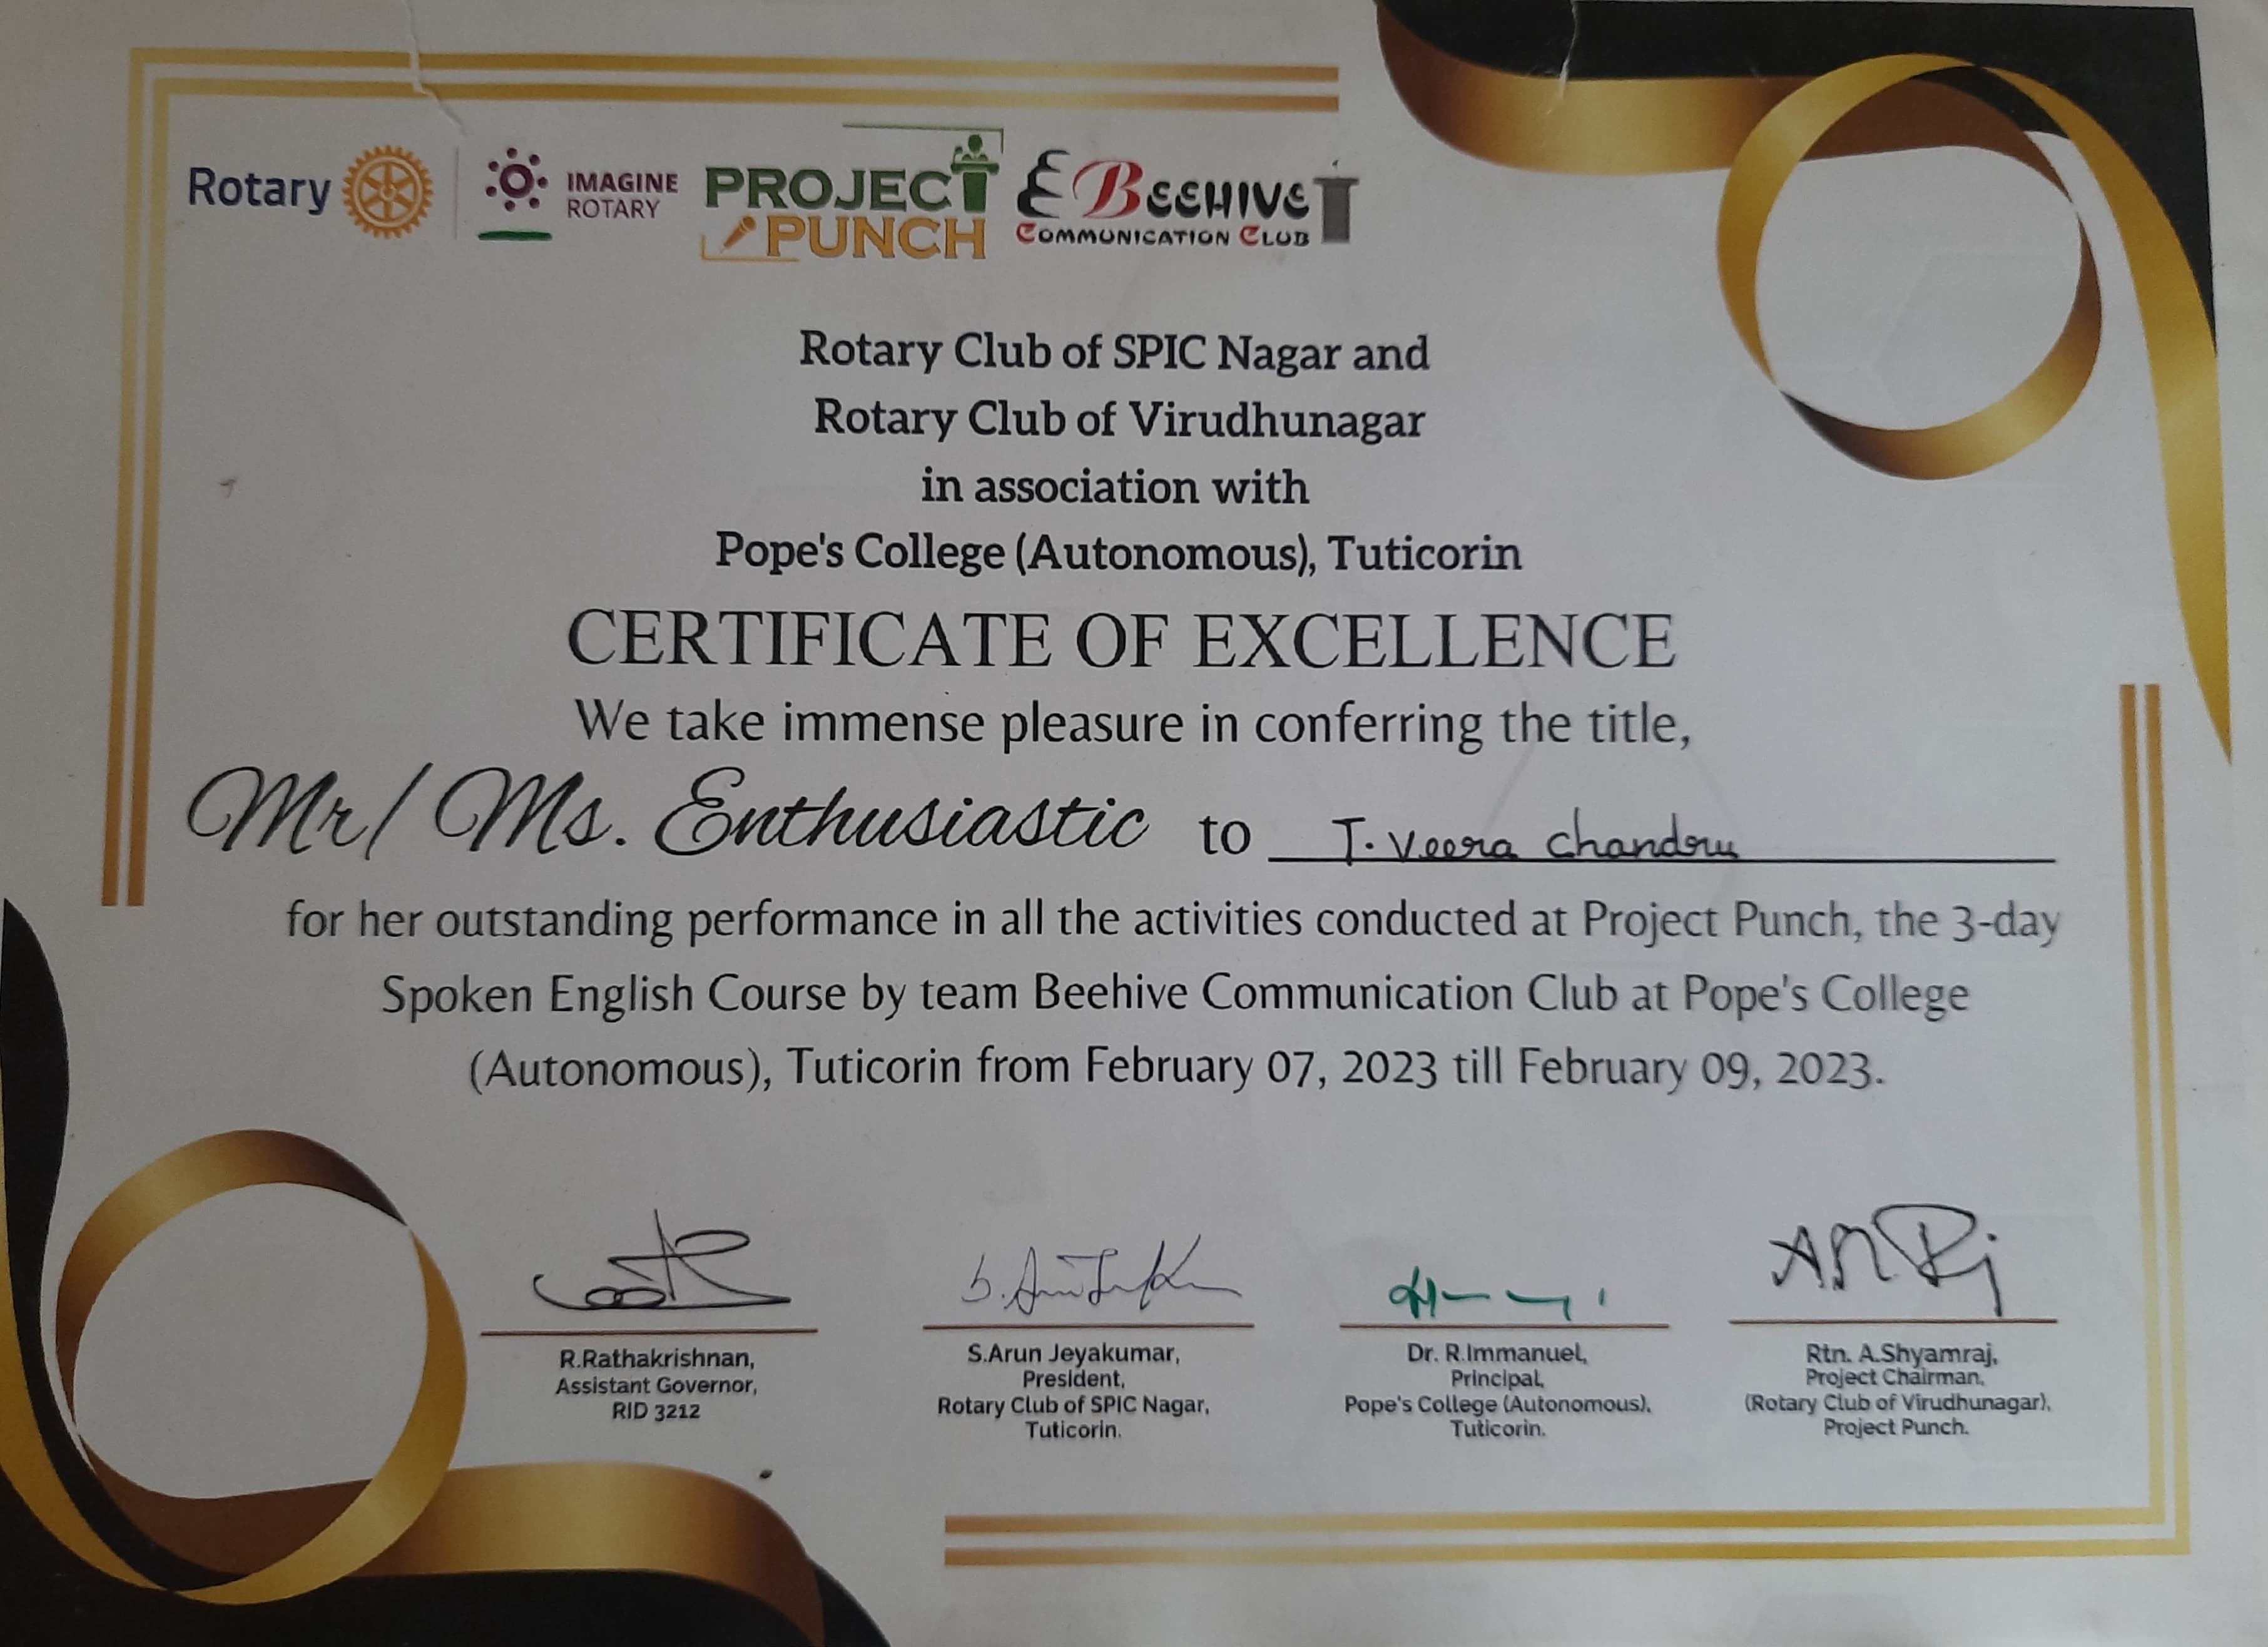 Rotary
IMAGINE
ROTARY
PROJECT
PUNCH
BEEHIVE
COMMUNICATION CLUB
Rotary Club of SPIC Nagar and
Rotary Club of Virudhunagar
in association with
Pope's College (Autonomous), Tuticorin
CERTIFICATE OF EXCELLENCE
We take immense pleasure in conferring the title,
Mr/ Ms. Enthusiastic to T. Veera Chandru
for her outstanding performance in all the activities conducted at Project Punch, the 3-day
Spoken English Course by team Beehive Communication Club at Pope's College
(Autonomous), Tuticorin from February 07, 2023 till February 09, 2023.
R.Rathakrishnan,
Assistant Governor,
RID 3212
S.Arun Jeyakumar,
President,
Rotary Club of SPIC Nagar,
Tuticorin.
Dr. R.Immanuel,
Principal,
Pope's College (Autonomous),
Tuticorin.
Rtn. A.Shyamraj,
Project Chairman,
(Rotary Club of Virudhunagar),
Project Punch.